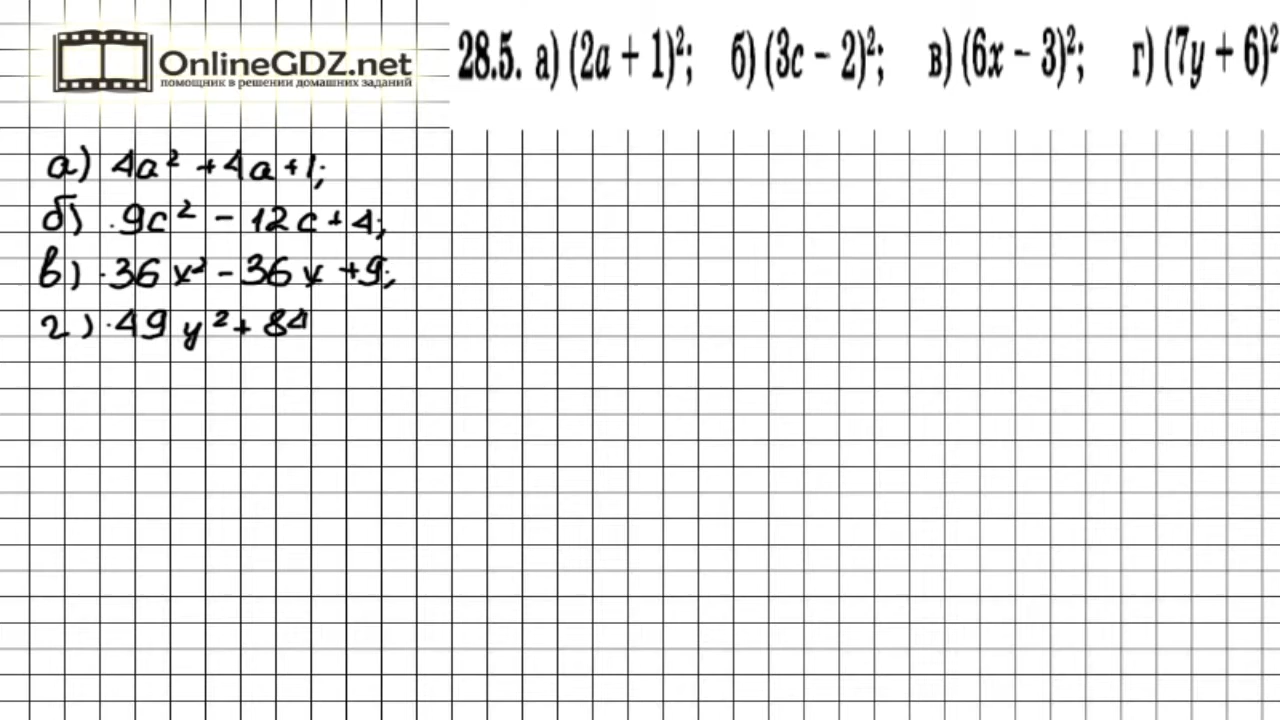 OnlineGDZ.net
помощник в решении домашних заданий
28.5. а) (2a + 1)²; б) (3c − 2)²; в) (6x − 3)²; г) (7y + 6)²
а) 4a² + 4a + 1;
б) 9c² − 12c + 4;
в) 36x² − 36x + 9;
г) 49y² + 84